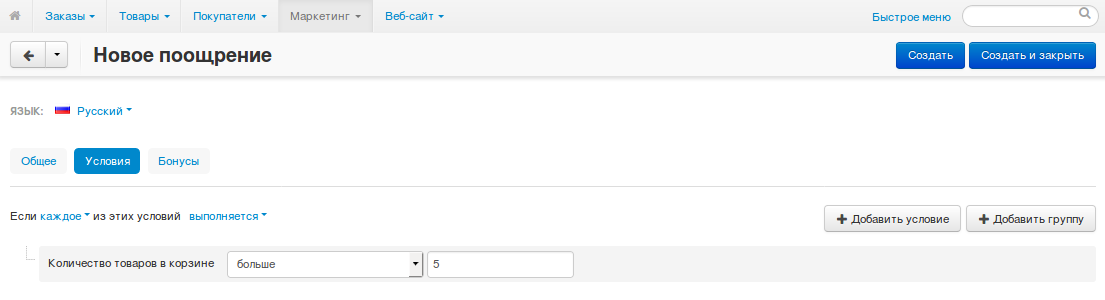 Заказы Товары Покупатели Маркетинг Веб-сайт Быстрое меню
Новое поощрение Создать Создать и закрыть
ЯЗЫК: Русский
Общее Условия Бонусы
Если каждое из этих условий выполняется Добавить условие Добавить группу
Количество товаров в корзине больше 5